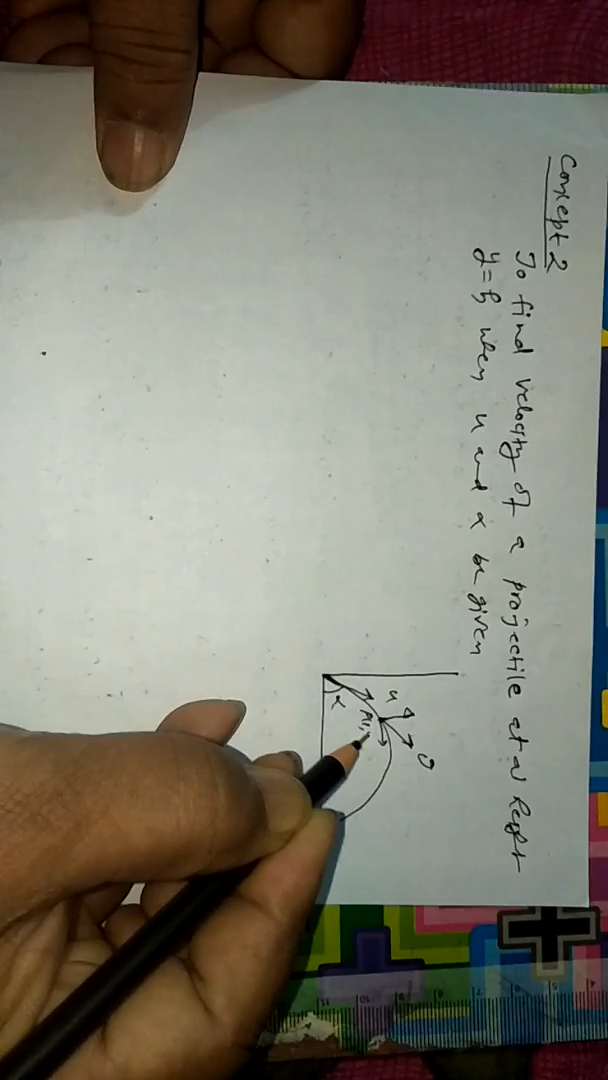 Concept 2
To find velocity of a projectile at a height
y = h when u and α be given
u
α